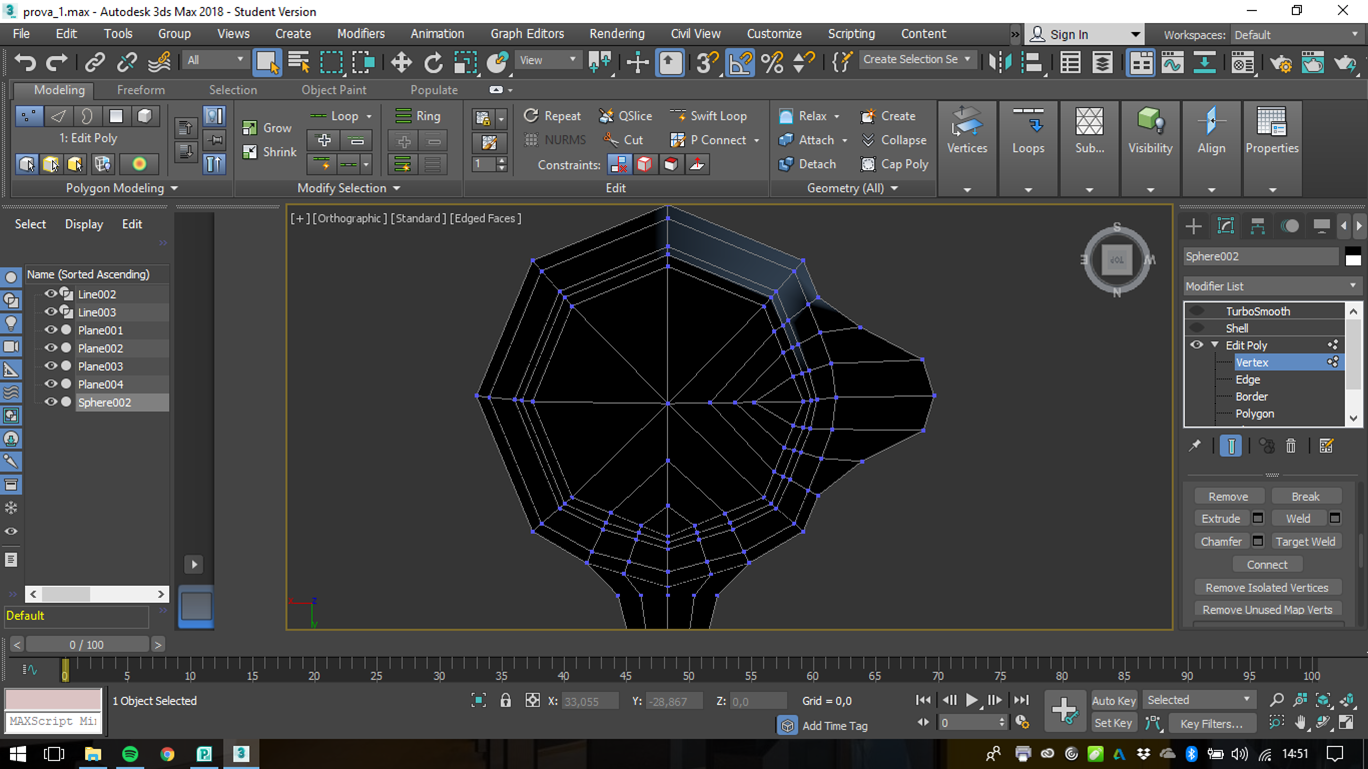 prova_1.max - Autodesk 3ds Max 2018 - Student Version
File Edit Tools Group Views Create Modifiers Animation Graph Editors Rendering Civil View Customize Scripting Content » Sign In Workspaces: Default
All View 3 Create Selection Se
Modeling Freeform Selection Object Paint Populate
1: Edit Poly
Polygon Modeling
Grow Loop Ring
Shrink
Modify Selection
1
Repeat QSlice Swift Loop
NURMS Cut P Connect
Constraints:
Edit
Relax Create
Attach Collapse
Detach Cap Poly
Geometry (All)
Vertices Loops Sub... Visibility Align Properties
Select Display Edit
»
Name (Sorted Ascending)
Line002
Line003
Plane001
Plane002
Plane003
Plane004
Sphere002
Default
[+] [Orthographic ] [Standard ] [Edged Faces ]
S
E TOP W
N
x z
y
Sphere002
Modifier List
TurboSmooth
Shell
Edit Poly
Vertex
Edge
Border
Polygon
Remove Break
Extrude Weld
Chamfer Target Weld
Connect
Remove Isolated Vertices
Remove Unused Map Verts
< 0 / 100 >
0 5 10 15 20 25 30 35 40 45 50 55 60 65 70 75 80 85 90 95 100
1 Object Selected X: 33,055 Y: -28,867 Z: 0,0 Grid = 0,0 Auto Key Selected
MAXScript Mi
Add Time Tag 0 Set Key Key Filters...
3 14:51